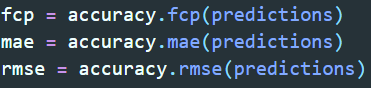 fcp = accuracy.fcp(predictions)
mae = accuracy.mae(predictions)
rmse = accuracy.rmse(predictions)